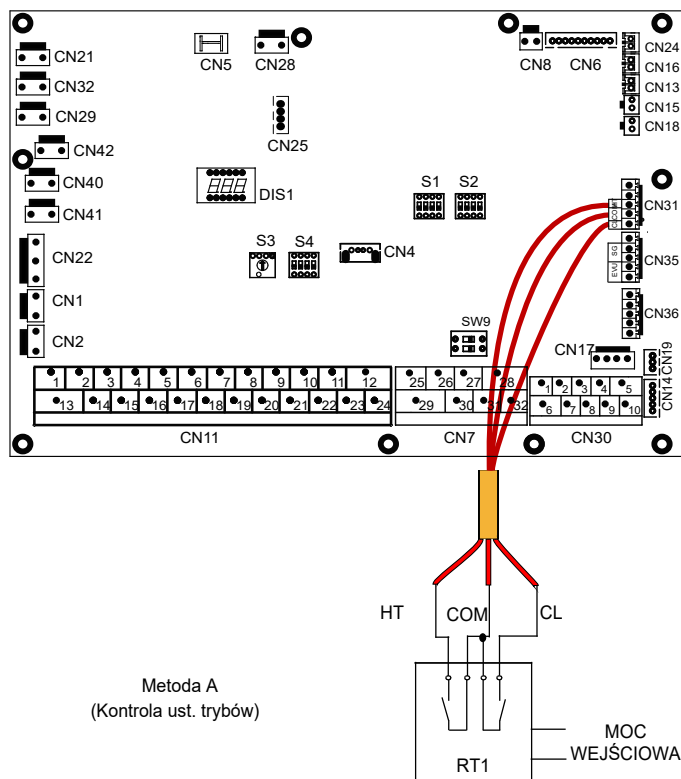 CN21
CN32
CN29
CN42
CN40
CN41
CN22
CN1
CN2
CN5
CN28
CN25
DIS1
S3
S4
CN4
S1
S2
SW9
CN8
CN6
CN24
CN16
CN13
CN15
CN18
CN31
CN35
SG
EVU
CN36
CN17
CN19
CN14
1 2 3 4 5 6 7 8 9 10 11 12
13 14 15 16 17 18 19 20 21 22 23 24
CN11
25 26 27 28
29 30 31 32
CN7
1 2 3 4 5
6 7 8 9 10
CN30
HT
COM
CL
Metoda A
(Kontrola ust. trybów)
RT1
MOC
WEJŚCIOWA